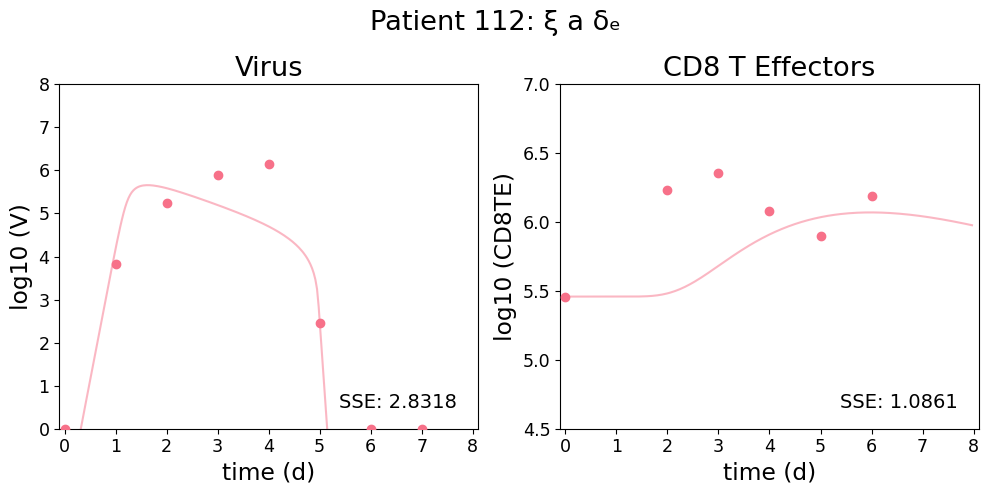 Patient 112: ξ a δₑ
Virus
8
7
6
5
4
3
2
1
0
log10 (V)
SSE: 2.8318
0 1 2 3 4 5 6 7 8
time (d)
CD8 T Effectors
7.0
6.5
6.0
5.5
5.0
4.5
log10 (CD8TE)
SSE: 1.0861
0 1 2 3 4 5 6 7 8
time (d)